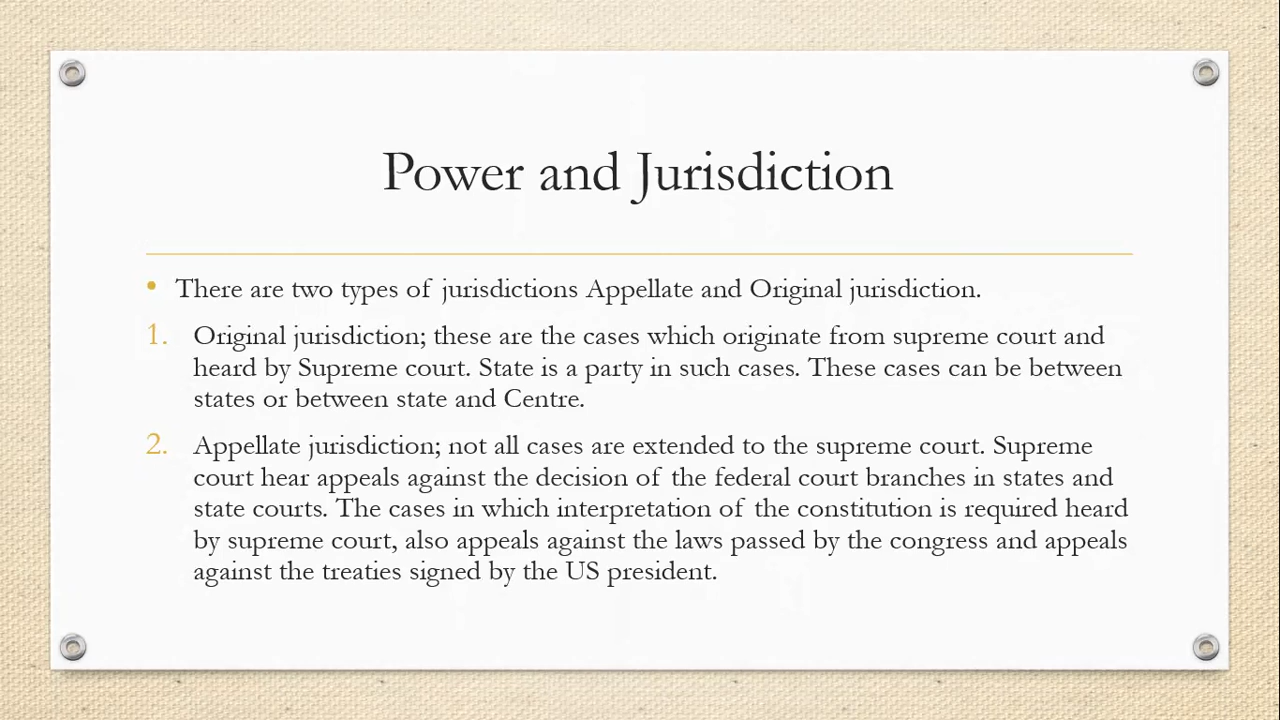 Power and Jurisdiction
• There are two types of jurisdictions Appellate and Original jurisdiction.
1. Original jurisdiction; these are the cases which originate from supreme court and
heard by Supreme court. State is a party in such cases. These cases can be between
states or between state and Centre.
2. Appellate jurisdiction; not all cases are extended to the supreme court. Supreme
court hear appeals against the decision of the federal court branches in states and
state courts. The cases in which interpretation of the constitution is required heard
by supreme court, also appeals against the laws passed by the congress and appeals
against the treaties signed by the US president.